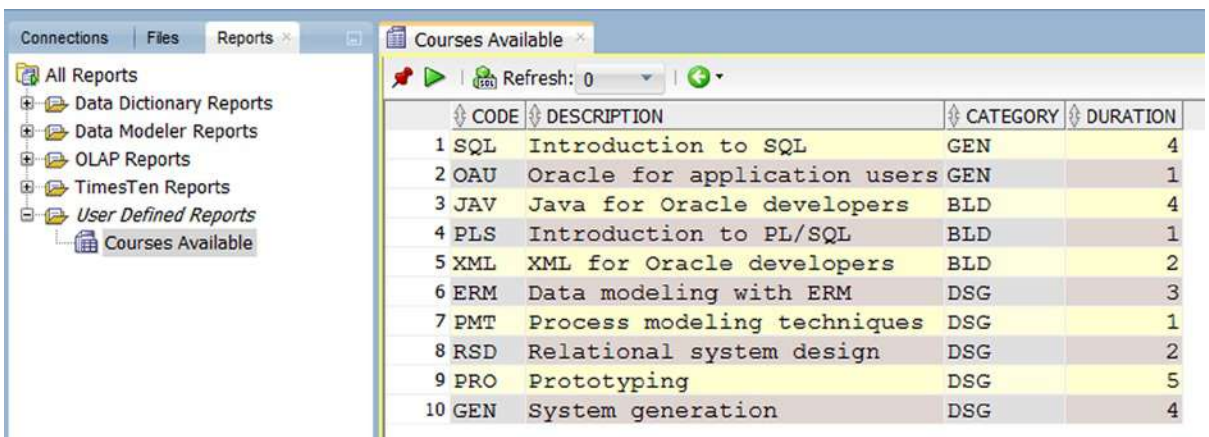 Connections Files Reports
All Reports
Data Dictionary Reports
Data Modeler Reports
OLAP Reports
TimesTen Reports
User Defined Reports
Courses Available
Courses Available
SQL Refresh: 0
CODE DESCRIPTION CATEGORY DURATION
1 SQL Introduction to SQL GEN 4
2 OAU Oracle for application users GEN 1
3 JAV Java for Oracle developers BLD 4
4 PLS Introduction to PL/SQL BLD 1
5 XML XML for Oracle developers BLD 2
6 ERM Data modeling with ERM DSG 3
7 PMT Process modeling techniques DSG 1
8 RSD Relational system design DSG 2
9 PRO Prototyping DSG 5
10 GEN System generation DSG 4